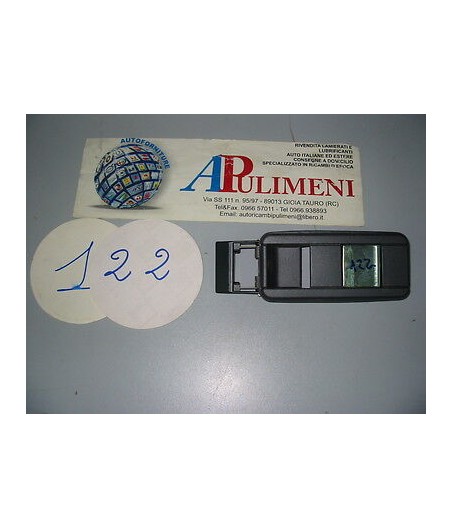 AUTOFORNITURE
RIVENDITA LAMIERATI E
LUBRIFICANTI
AUTO ITALIANE ED ESTERE
CONSEGNE A DOMICILIO
SPECIALIZZATO IN RICAMBI D'EPOCA
APULIMENI
Via SS 111 n. 95/97 - 89013 GIOIA TAURO (RC)
Tel&Fax. 0966 57011 - Tel 0966.938893
Email: autoricambipulimeni@libero.it
122
122